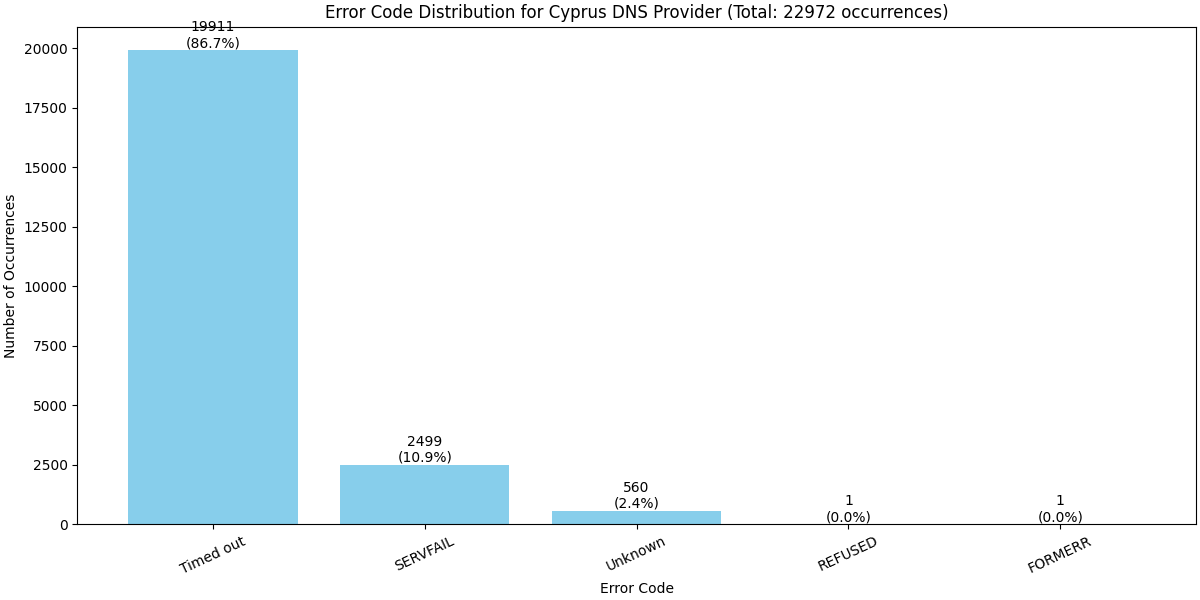 Error Code Distribution for Cyprus DNS Provider (Total: 22972 occurrences)
19911
(86.7%)
20000
17500
15000
12500
10000
7500
5000
2500
0
Number of Occurrences
2499
(10.9%)
560
(2.4%)
1
(0.0%)
1
(0.0%)
Timed out
SERVFAIL
Unknown
REFUSED
FORMERR
Error Code